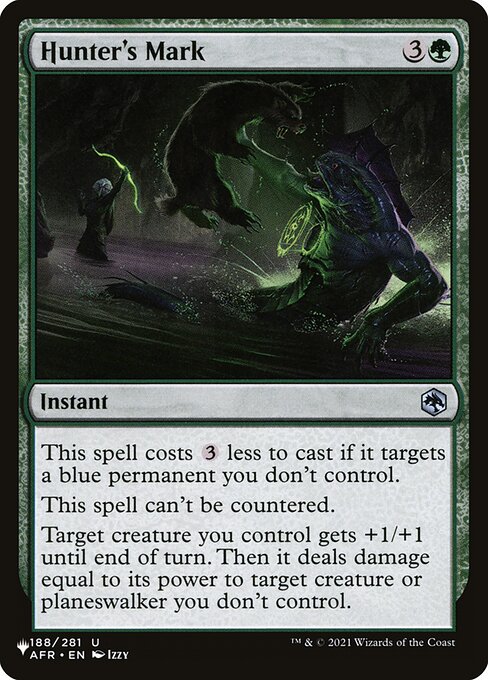 Hunter's Mark 3
Instant
This spell costs 3 less to cast if it targets
a blue permanent you don't control.
This spell can't be countered.
Target creature you control gets +1/+1
until end of turn. Then it deals damage
equal to its power to target creature or
planeswalker you don't control.
188/281 U
AFR • EN Izzy
™ & © 2021 Wizards of the Coast